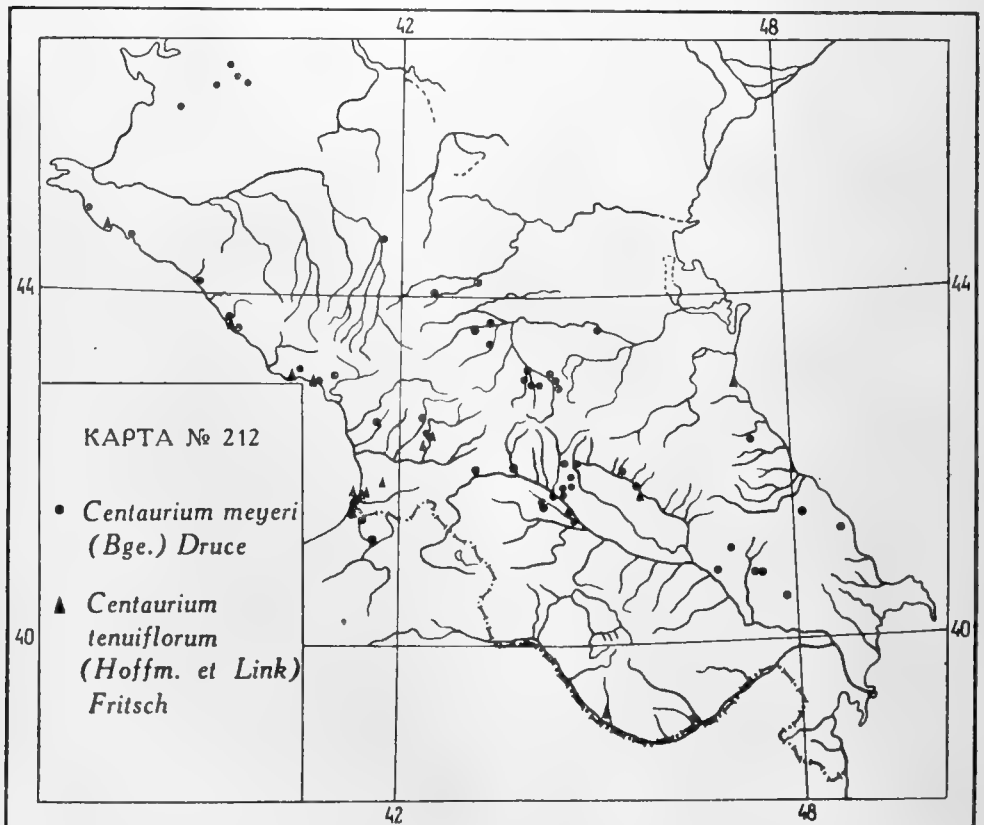 42
48
44
44
КАРТА № 212
Centaurium meyeri
(Bge.) Druce
Centaurium
tenuiflorum
(Hoffm. et Link)
Fritsch
40
40
42
48